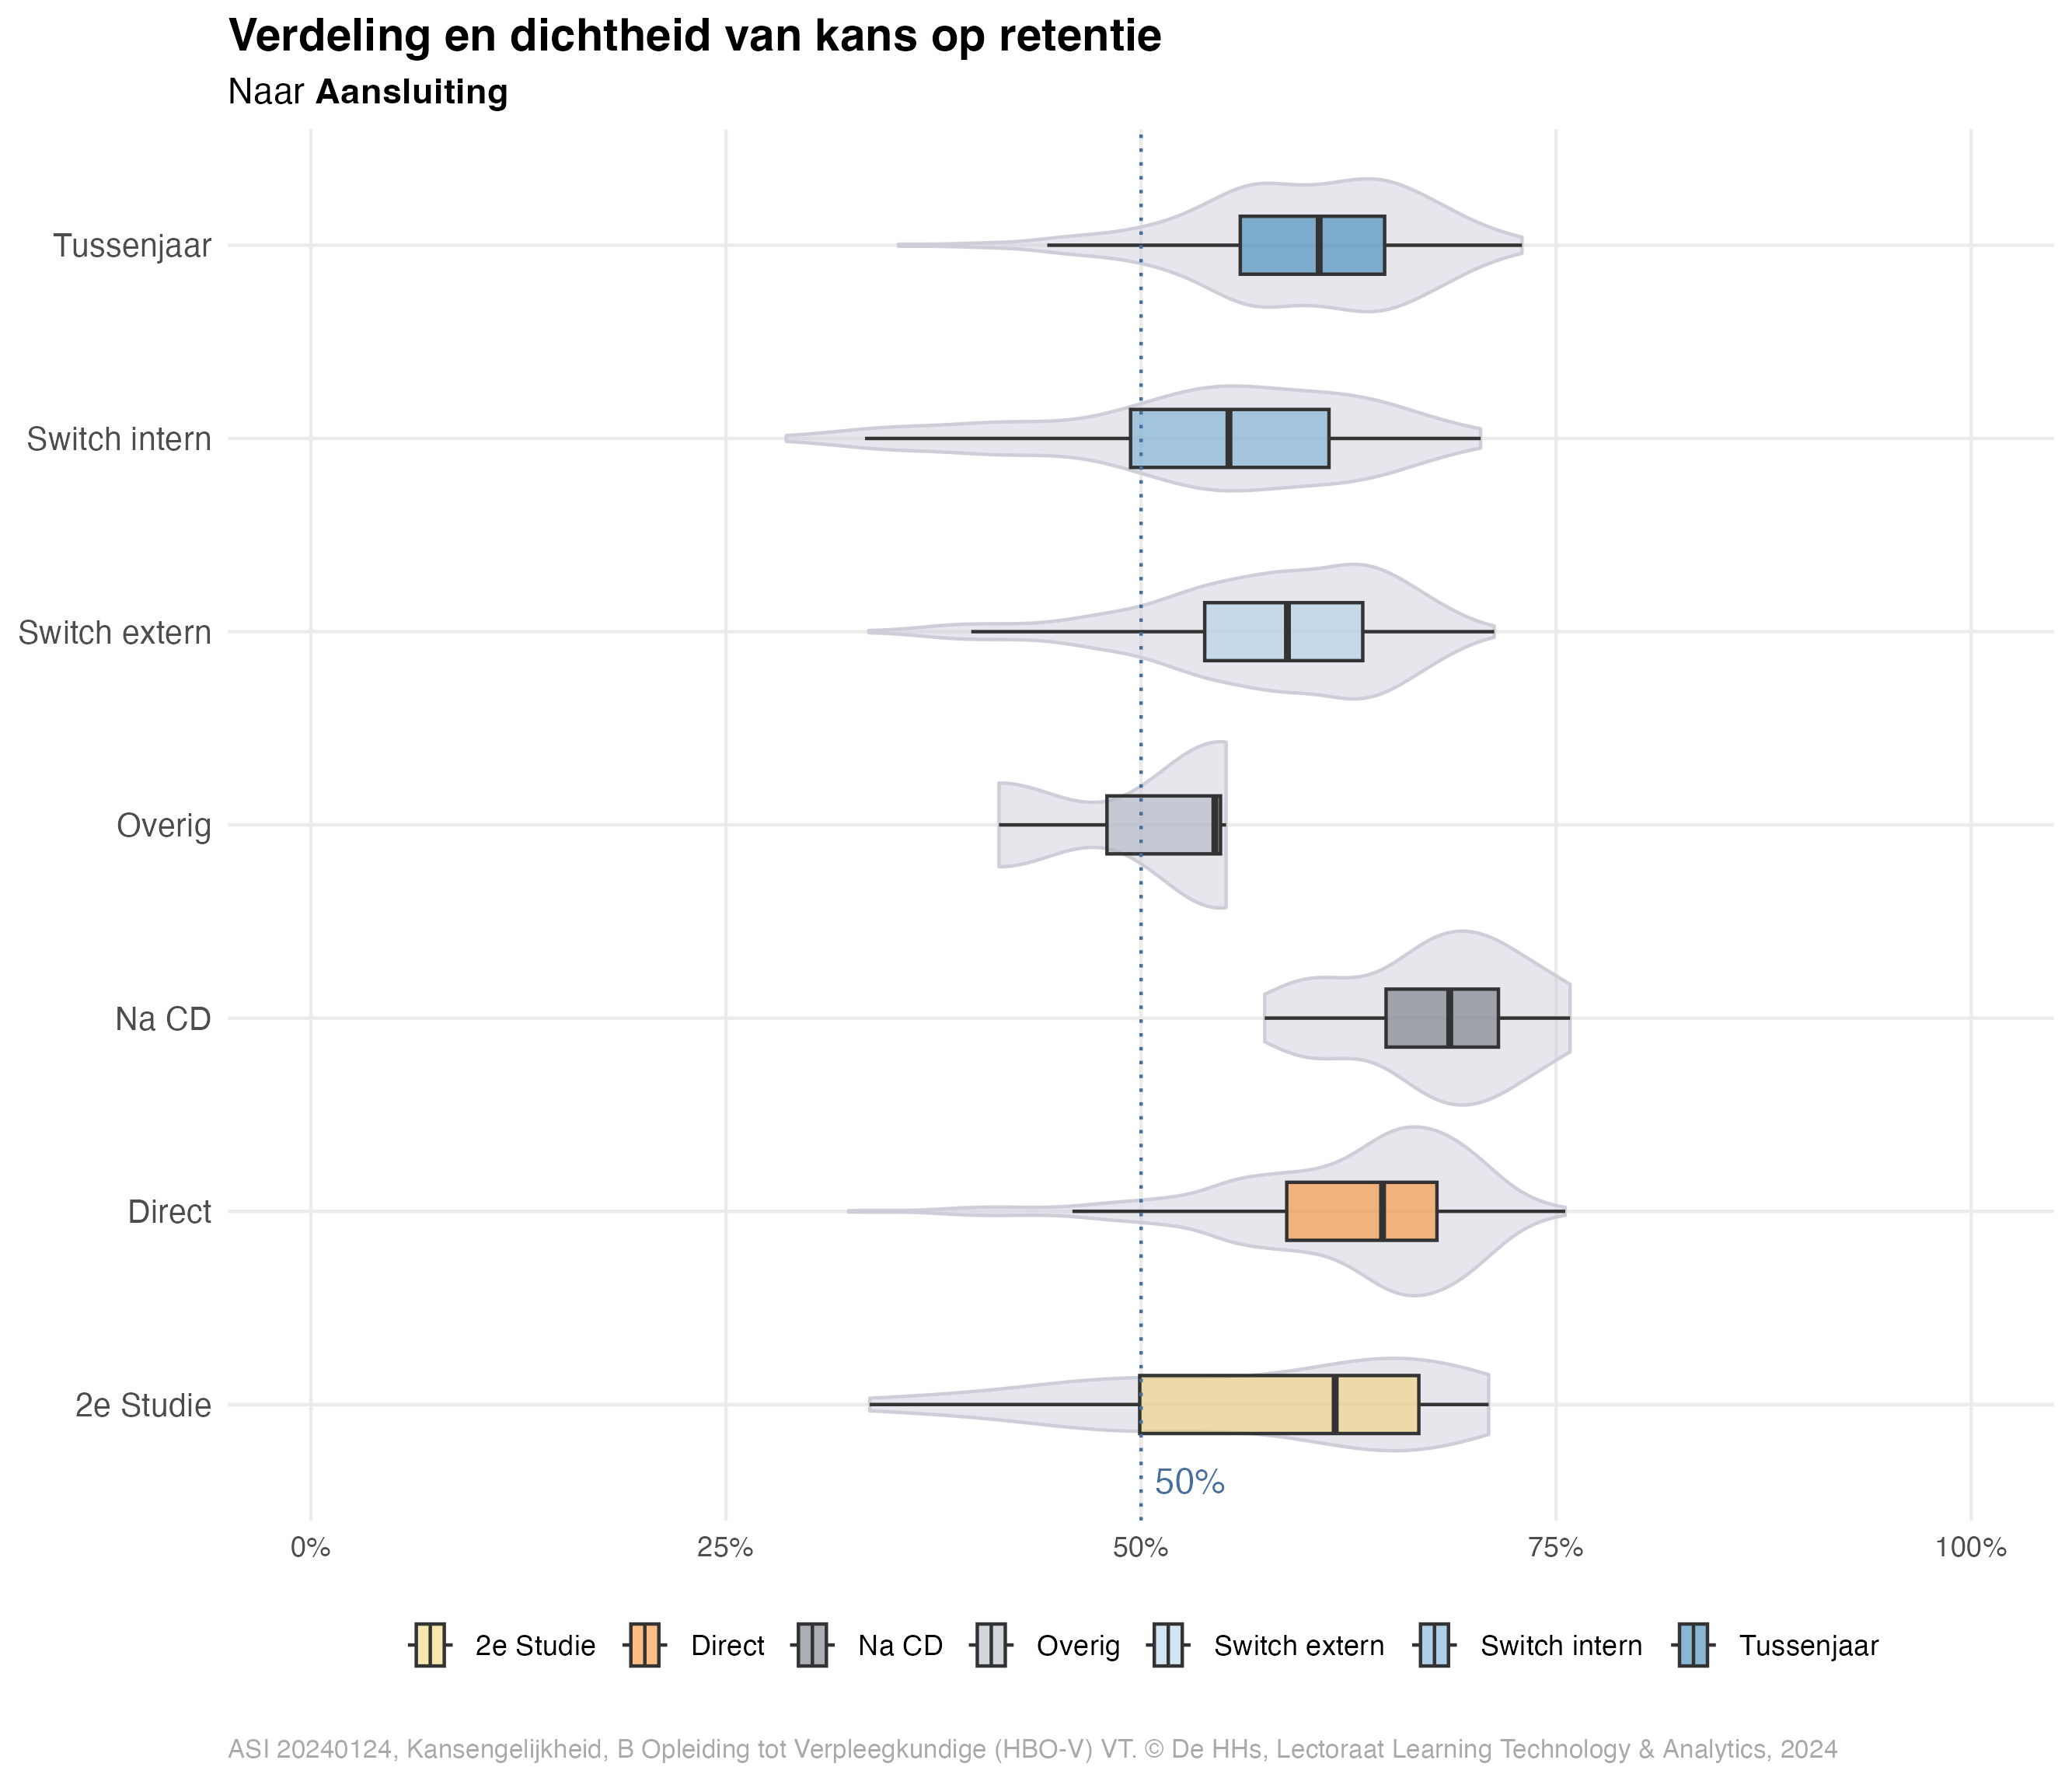 Verdeling en dichtheid van kans op retentie
Naar Aansluiting
Tussenjaar
Switch intern
Switch extern
Overig
Na CD
Direct
2e Studie
50%
0% 25% 50% 75% 100%
2e Studie Direct Na CD Overig Switch extern Switch intern Tussenjaar
ASI 20240124, Kansengelijkheid, B Opleiding tot Verpleegkundige (HBO-V) VT. © De HHs, Lectoraat Learning Technology & Analytics, 2024